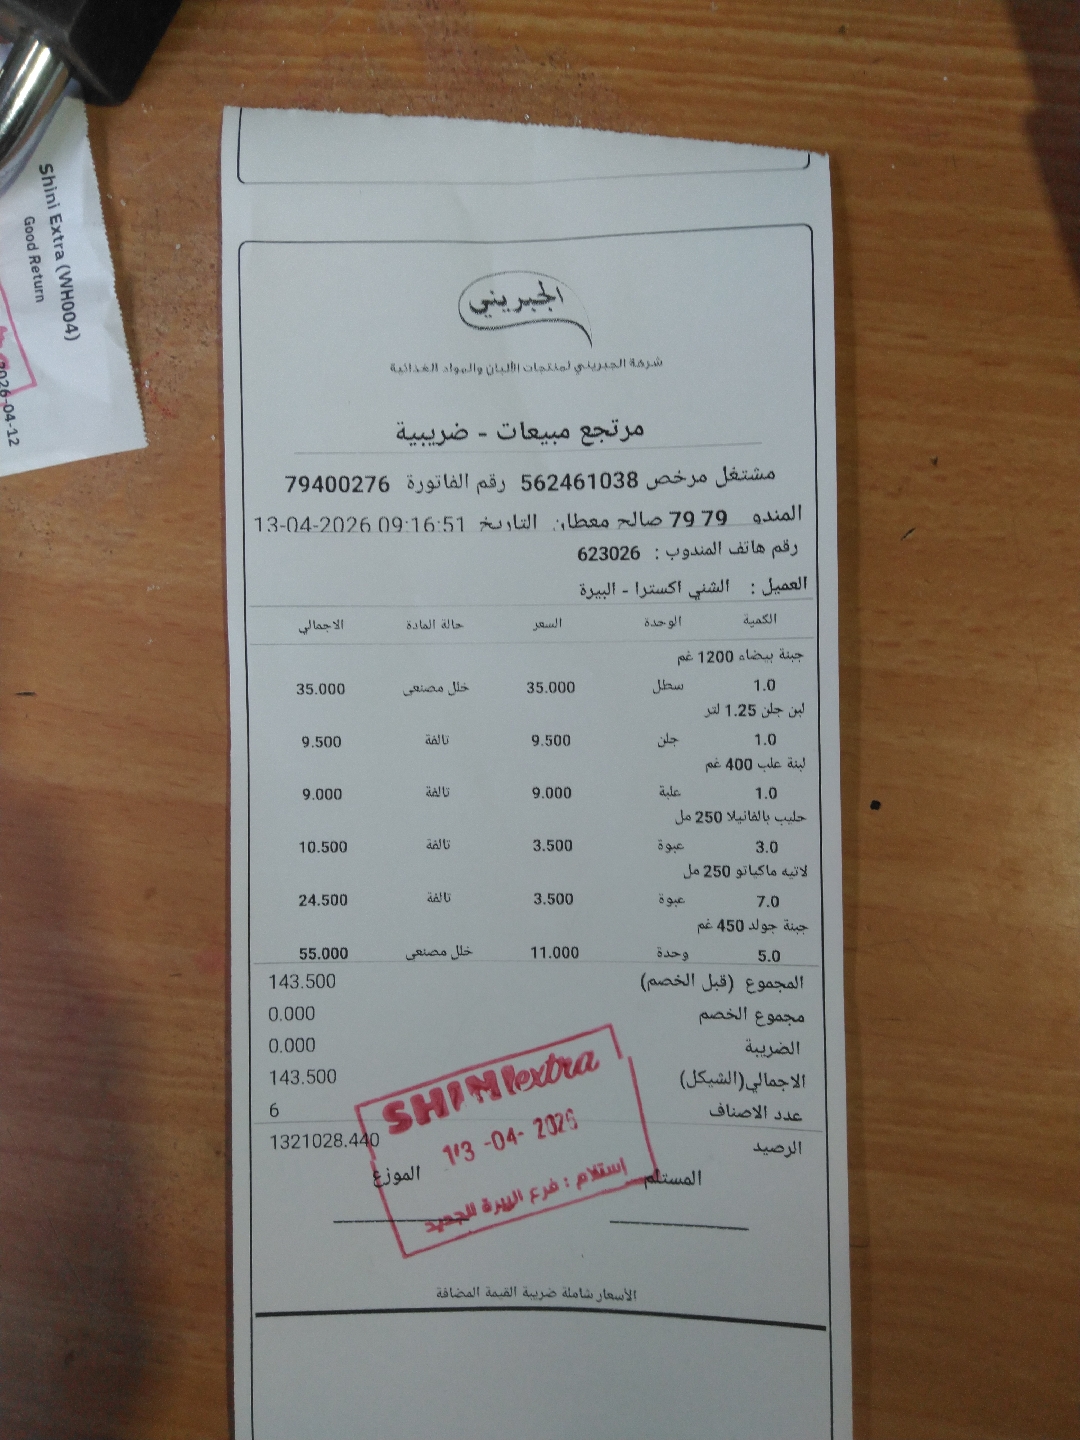 Shini Extra (WH004)
Good Return
2026-04-12
الجبريني
شركة الجبريني لمنتجات الألبان والمواد الغذائية
مرتجع مبيعات - ضريبية
مشتغل مرخص 562461038 رقم الفاتورة 79400276
المندو 79 79 صالح معطان التاريخ 13-04-2026 09:16:51
رقم هاتف المندوب : 623026
العميل : الشني اكسترا - البيرة
الكمية الوحدة السعر حالة المادة الاجمالي
جبنة بيضاء 1200 غم
1.0 سطل 35.000 خلل مصنعي 35.000
لبن جلن 1.25 لتر
1.0 جلن 9.500 تالفة 9.500
لبنة علب 400 غم
1.0 علبة 9.000 تالفة 9.000
حليب بالفانيلا 250 مل
3.0 عبوة 3.500 تالفة 10.500
لاتيه ماكياتو 250 مل
7.0 عبوة 3.500 تالفة 24.500
جبنة جولد 450 غم
5.0 وحدة 11.000 خلل مصنعي 55.000
المجموع (قبل الخصم) 143.500
مجموع الخصم 0.000
الضريبة 0.000
الاجمالي(الشيكل) 143.500
عدد الاصناف 6
الرصيد 1321028.440
المستلم الموزع
SHINI extra
13 -04- 2026
إستلام : فرع البيرة الجديد
الأسعار شاملة ضريبة القيمة المضافة